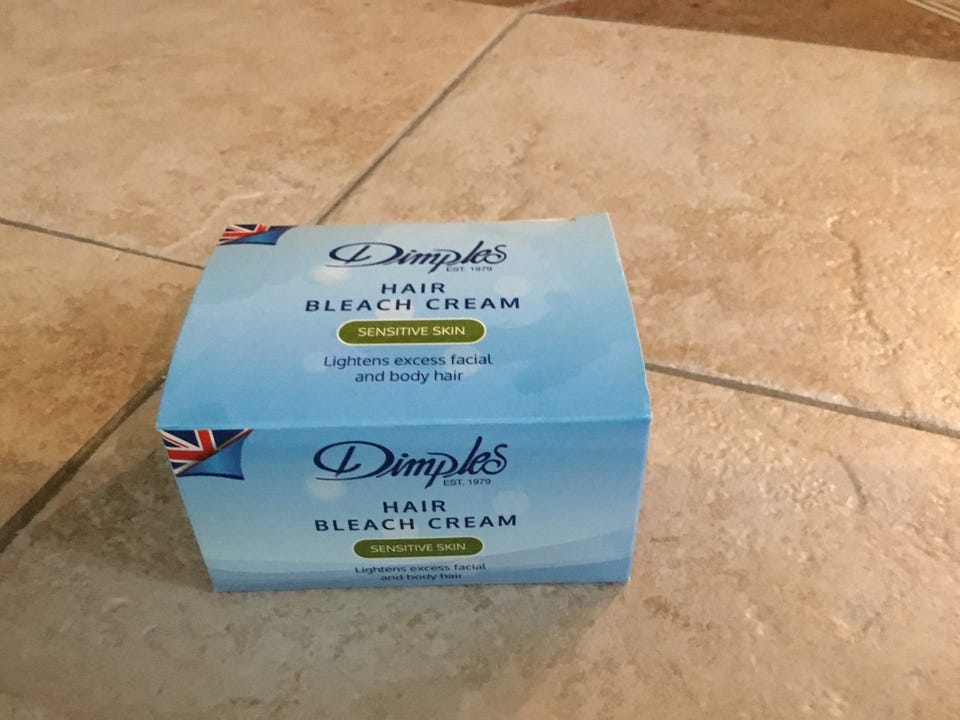 Dimples
EST. 1979
HAIR
BLEACH CREAM
SENSITIVE SKIN
Lightens excess facial
and body hair
Dimples
EST. 1979
HAIR
BLEACH CREAM
SENSITIVE SKIN
Lightens excess facial
and body hair